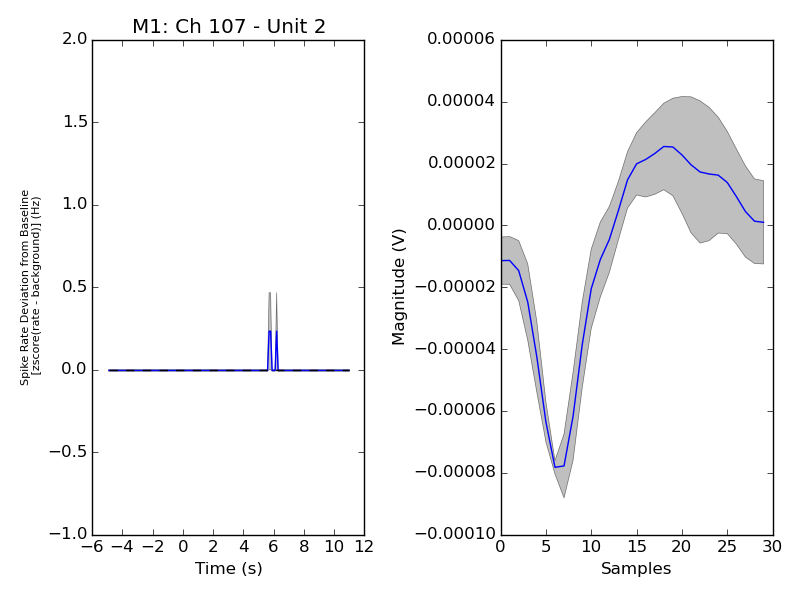 M1: Ch 107 - Unit 2
2.0
1.5
1.0
0.5
0.0
−0.5
−1.0
−6 −4 −2 0 2 4 6 8 10 12
Time (s)
Spike Rate Deviation from Baseline
[zscore(rate - background)] (Hz)
0.00006
0.00004
0.00002
0.00000
−0.00002
−0.00004
−0.00006
−0.00008
−0.00010
0 5 10 15 20 25 30
Samples
Magnitude (V)